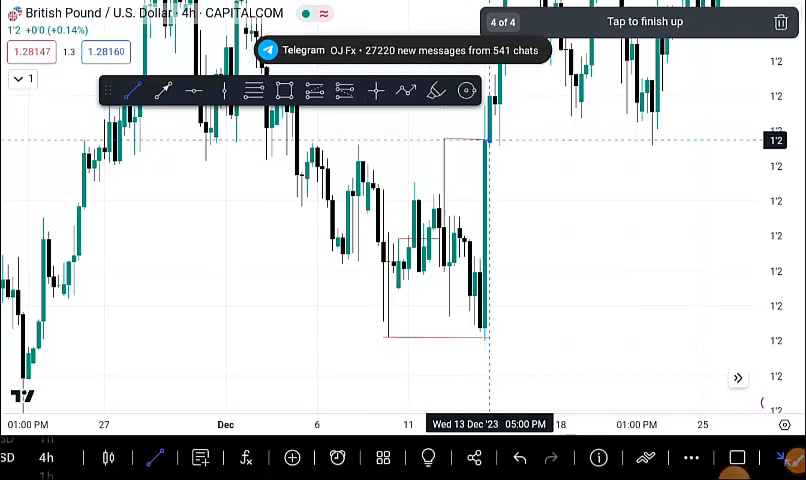 British Pound / U.S. Dollar · 4h · CAPITALCOM
4 of 4
Tap to finish up
1'2 +0'0 (+0.14%)
Telegram OJ Fx • 27220 new messages from 541 chats
1.28147 1.3 1.28160
1
1'2
1'2
1'2
1'2
1'2
1'2
1'2
1'2
1'2
1'2
01:00 PM 27 Dec 6 11 Wed 13 Dec '23 05:00 PM 18 01:00 PM 25
SD 4h